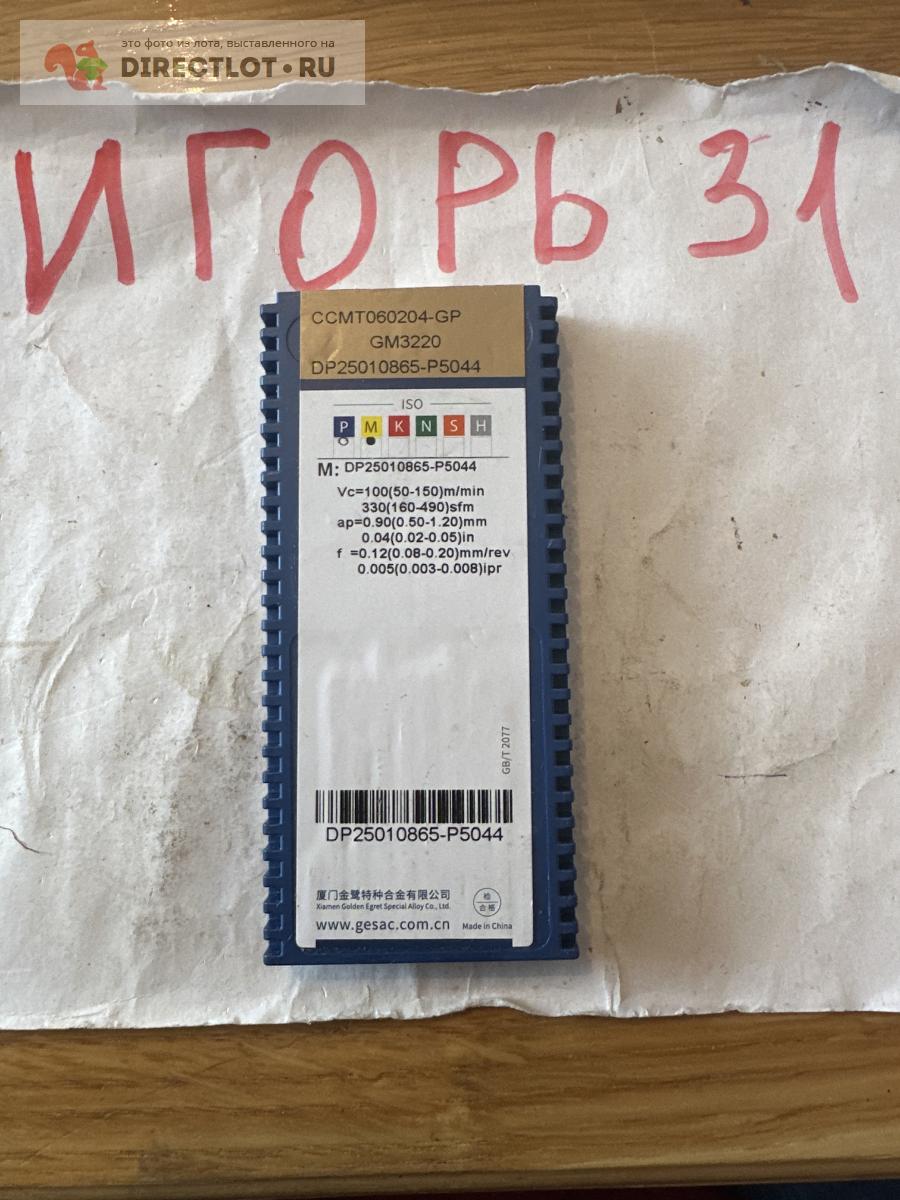 это фото из лота, выставленного на
DIRECTLOT•RU
ИГОРЬ 31
CCMT060204-GP
GM3220
DP25010865-P5044
ISO
P M K N S H
M: DP25010865-P5044
Vc=100(50-150)m/min
330(160-490)sfm
ap=0.90(0.50-1.20)mm
0.04(0.02-0.05)in
f =0.12(0.08-0.20)mm/rev
0.005(0.003-0.008)ipr
GB/T 2077
DP25010865-P5044
厦门金鹭特种合金有限公司
Xiamen Golden Egret Special Alloy Co., Ltd.
检
合格
www.gesac.com.cn
Made in China